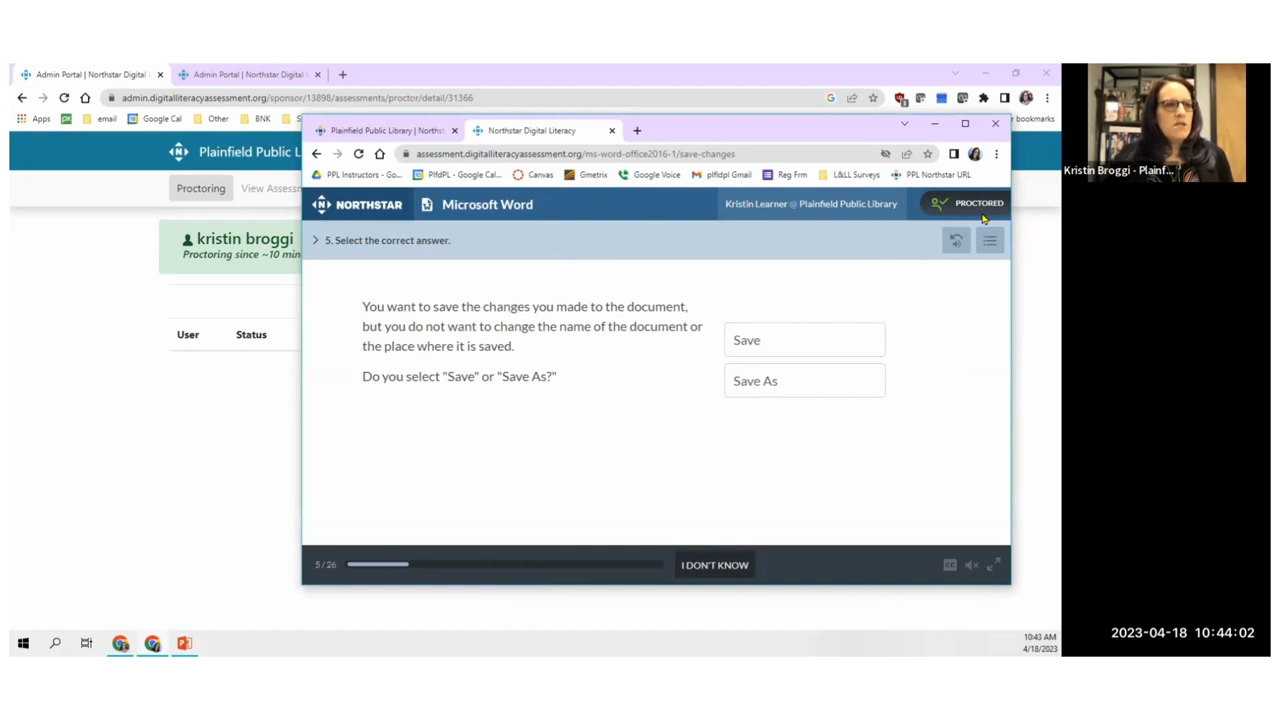 Admin Portal | Northstar Digital
Admin Portal | Northstar Digital
admin.digitalliteracyassessment.org/sponsor/13898/assessments/proctor/detail/31366
Apps
email
Google Cal
Other
BNK
S
r bookmarks
Plainfield Public L
Proctoring
View Assess
kristin broggi
Proctoring since ~10 min
User
Status
Plainfield Public Library | Northst
Northstar Digital Literacy
assessment.digitalliteracyassessment.org/ms-word-office2016-1/save-changes
PPL Instructors - Go...
PlfdPL - Google Cal...
Canvas
Gmetrix
Google Voice
plfldpl Gmail
Reg Frm
L&LL Surveys
PPL Northstar URL
NORTHSTAR
Microsoft Word
Kristin Learner @ Plainfield Public Library
PROCTORED
5. Select the correct answer.
You want to save the changes you made to the document,
but you do not want to change the name of the document or
the place where it is saved.
Do you select "Save" or "Save As?"
Save
Save As
5 / 26
I DON'T KNOW
CC
10:43 AM
4/18/2023
Kristin Broggi - Plainf...
2023-04-18 10:44:02